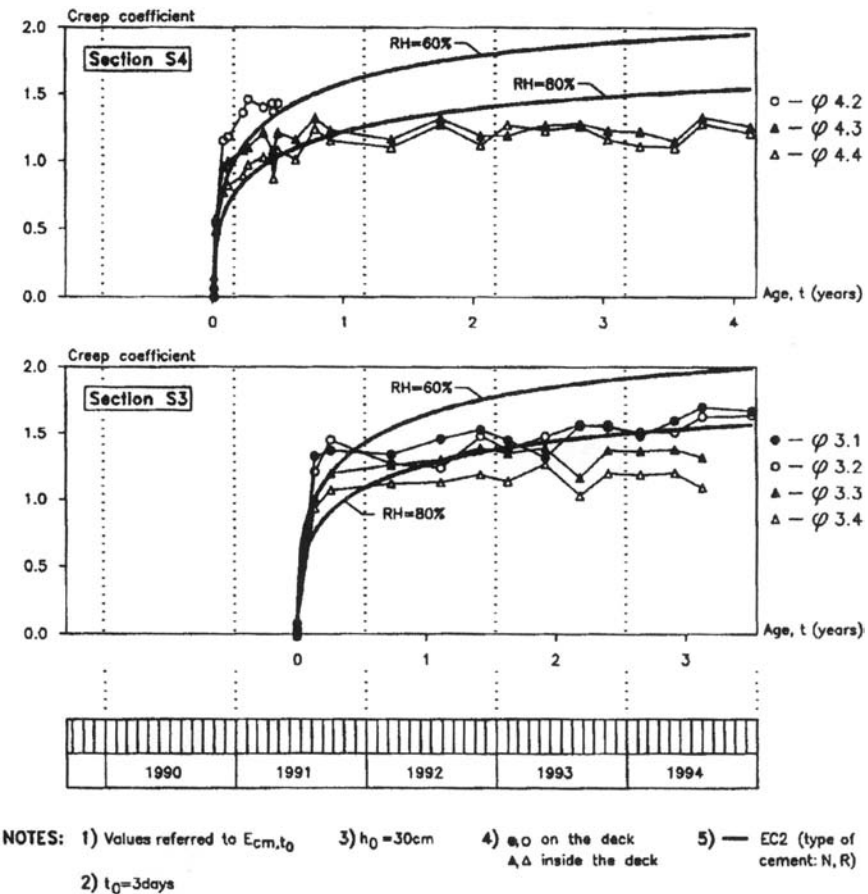 Creep coefficient
2.0
1.5
1.0
0.5
0.0
Section S4
RH=60%
RH=80%
○ – φ 4.2
▲ – φ 4.3
△ – φ 4.4
Age, t (years)
0 1 2 3 4
Creep coefficient
2.0
1.5
1.0
0.5
0.0
Section S3
RH=60%
RH=80%
● – φ 3.1
○ – φ 3.2
▲ – φ 3.3
△ – φ 3.4
Age, t (years)
0 1 2 3
1990 1991 1992 1993 1994
NOTES: 1) Values referred to Ecm,t0 3) h0=30cm 4) ●,○ on the deck 5) — EC2 (type of
▲,△ inside the deck cement: N, R)
2) t0=3days